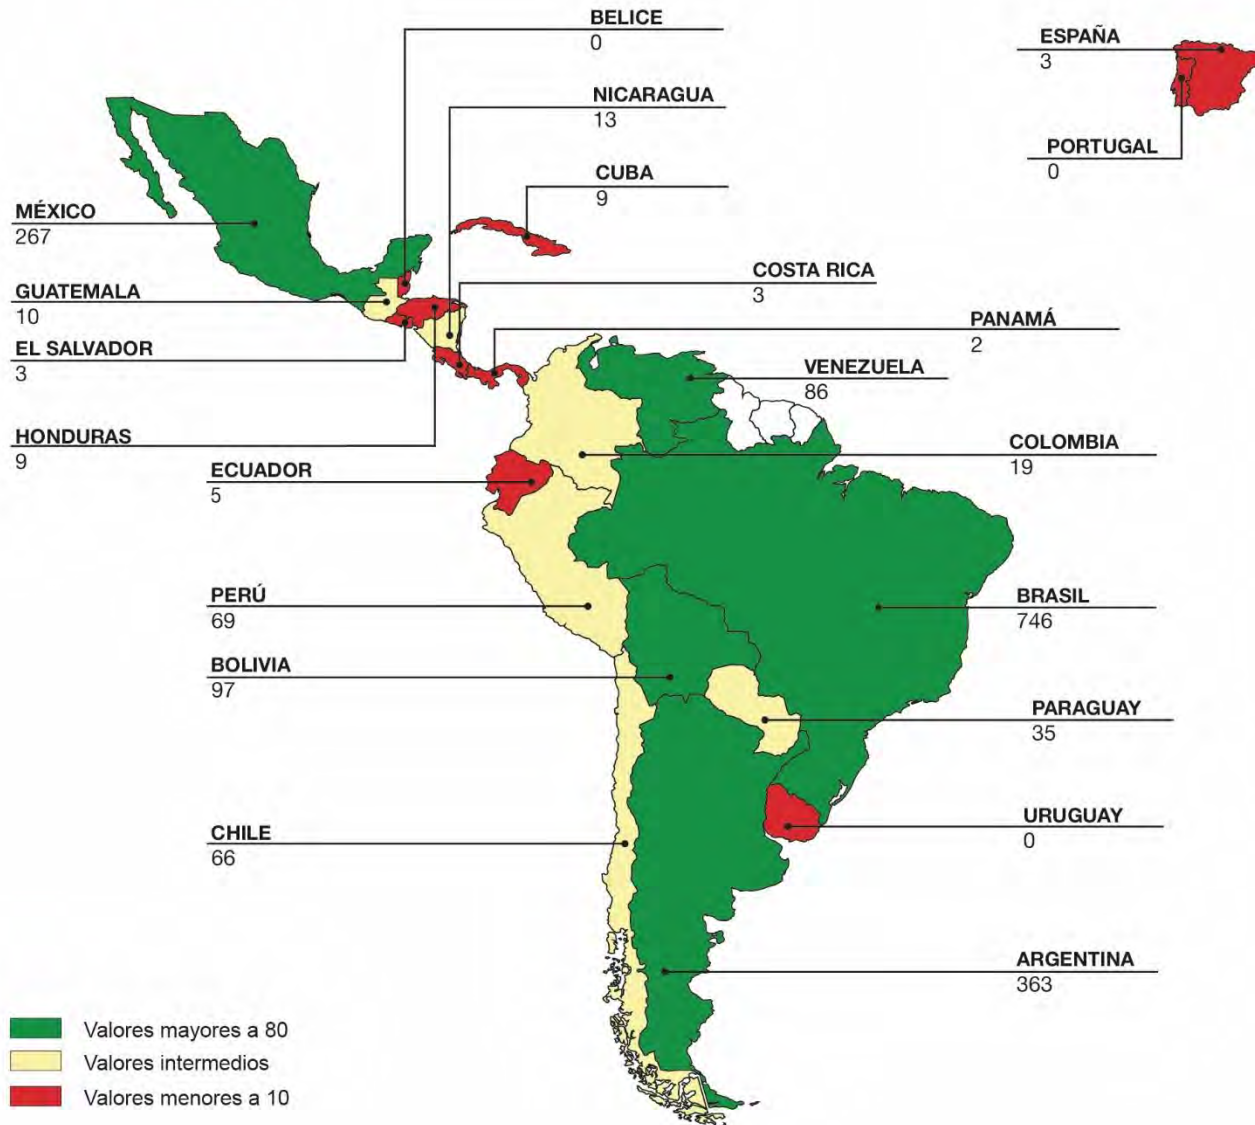 BELICE
0
ESPAÑA
3
NICARAGUA
13
PORTUGAL
0
CUBA
9
MÉXICO
267
COSTA RICA
3
GUATEMALA
10
PANAMÁ
2
EL SALVADOR
3
VENEZUELA
86
HONDURAS
9
COLOMBIA
19
ECUADOR
5
PERÚ
69
BRASIL
746
BOLIVIA
97
PARAGUAY
35
URUGUAY
0
CHILE
66
ARGENTINA
363
Valores mayores a 80
Valores intermedios
Valores menores a 10